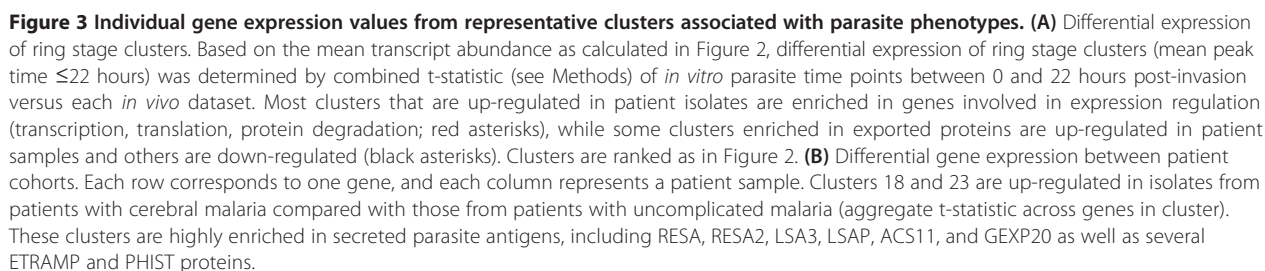 Figure 3 Individual gene expression values from representative clusters associated with parasite phenotypes. (A) Differential expression
of ring stage clusters. Based on the mean transcript abundance as calculated in Figure 2, differential expression of ring stage clusters (mean peak
time ≤22 hours) was determined by combined t-statistic (see Methods) of in vitro parasite time points between 0 and 22 hours post-invasion
versus each in vivo dataset. Most clusters that are up-regulated in patient isolates are enriched in genes involved in expression regulation
(transcription, translation, protein degradation; red asterisks), while some clusters enriched in exported proteins are up-regulated in patient
samples and others are down-regulated (black asterisks). Clusters are ranked as in Figure 2. (B) Differential gene expression between patient
cohorts. Each row corresponds to one gene, and each column represents a patient sample. Clusters 18 and 23 are up-regulated in isolates from
patients with cerebral malaria compared with those from patients with uncomplicated malaria (aggregate t-statistic across genes in cluster).
These clusters are highly enriched in secreted parasite antigens, including RESA, RESA2, LSA3, LSAP, ACS11, and GEXP20 as well as several
ETRAMP and PHIST proteins.